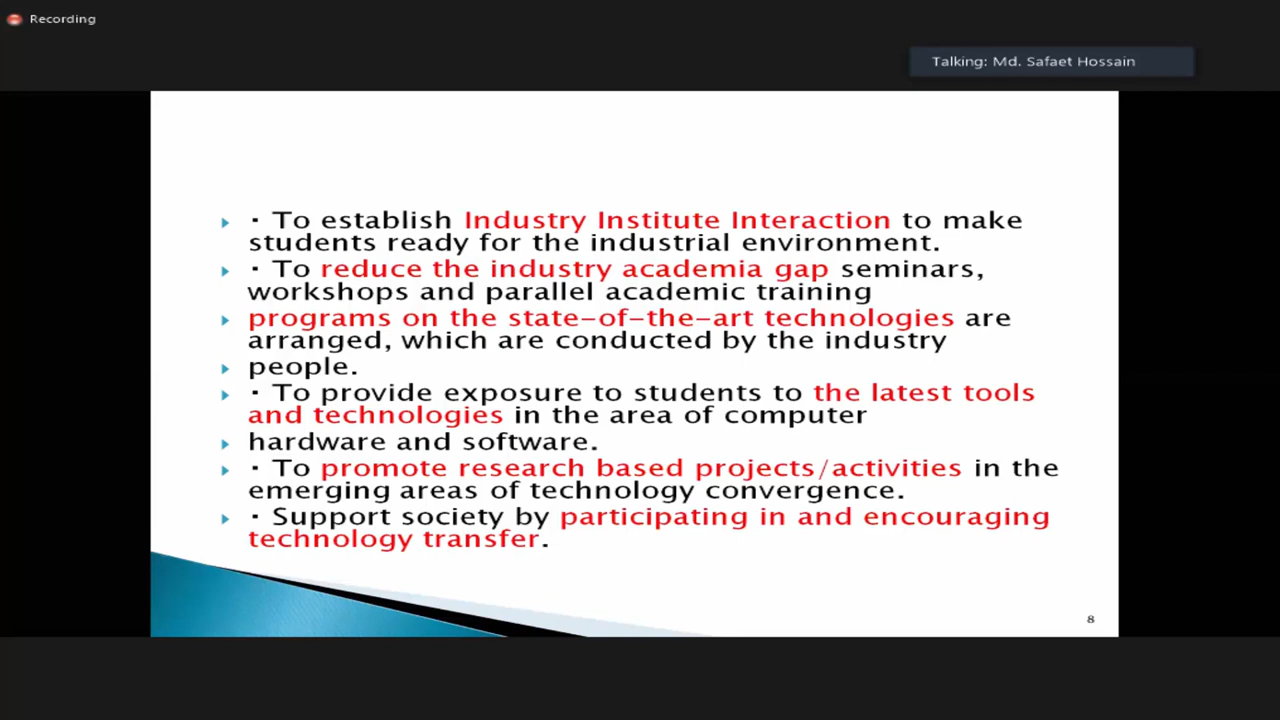 Recording
Talking: Md. Safaet Hossain
· To establish Industry Institute Interaction to make
students ready for the industrial environment.
· To reduce the industry academia gap seminars,
workshops and parallel academic training
programs on the state-of-the-art technologies are
arranged, which are conducted by the industry
people.
· To provide exposure to students to the latest tools
and technologies in the area of computer
hardware and software.
· To promote research based projects/activities in the
emerging areas of technology convergence.
· Support society by participating in and encouraging
technology transfer.
8